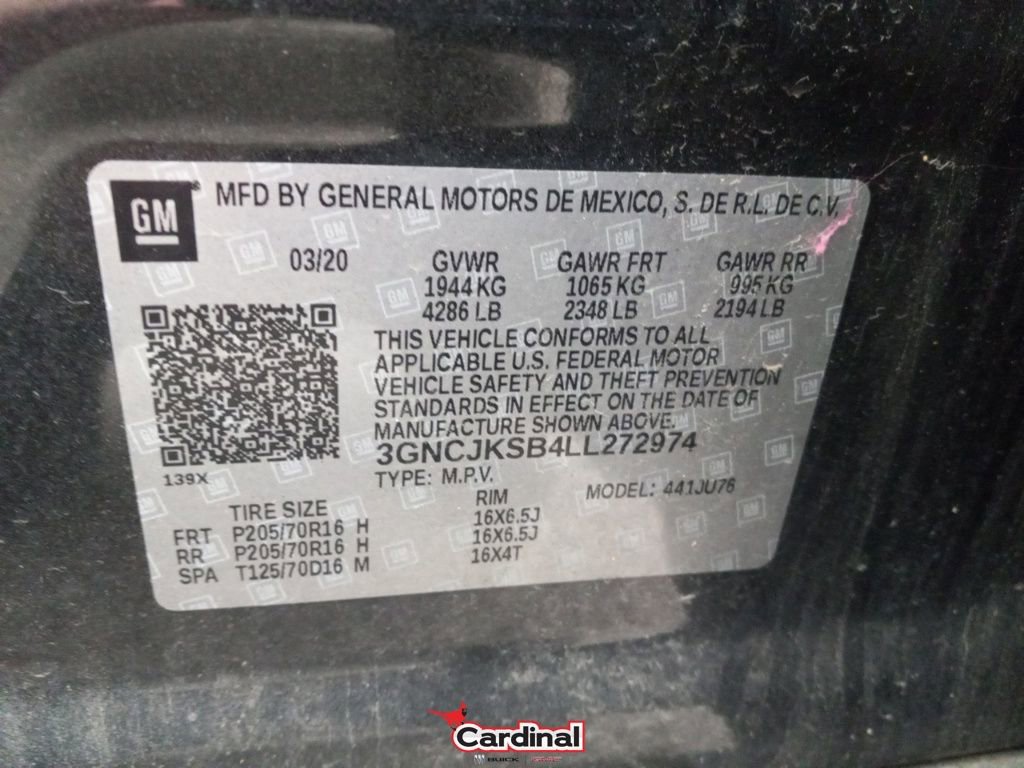 GM MFD BY GENERAL MOTORS DE MEXICO, S. DE R.L. DE C.V.
03/20 GVWR GAWR FRT GAWR RR
1944 KG 1065 KG 995 KG
4286 LB 2348 LB 2194 LB
THIS VEHICLE CONFORMS TO ALL
APPLICABLE U.S. FEDERAL MOTOR
VEHICLE SAFETY AND THEFT PREVENTION
STANDARDS IN EFFECT ON THE DATE OF
MANUFACTURE SHOWN ABOVE.
3GNCJKSB4LL272974
139X TYPE: M.P.V. MODEL: 441JU76
TIRE SIZE RIM
FRT P205/70R16 H 16X6.5J
RR P205/70R16 H 16X6.5J
SPA T125/70D16 M 16X4T
Cardinal
BUICK